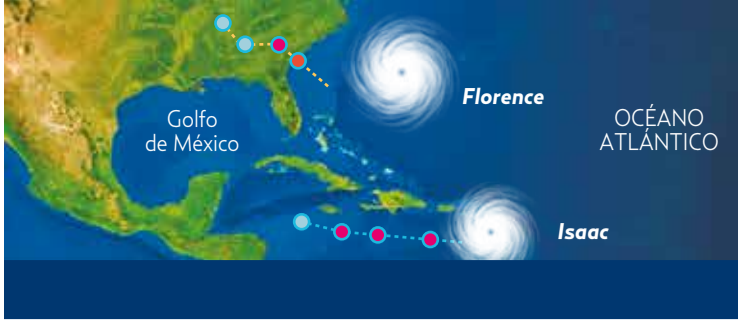 Florence
Golfo
de México
OCÉANO
ATLÁNTICO
Isaac